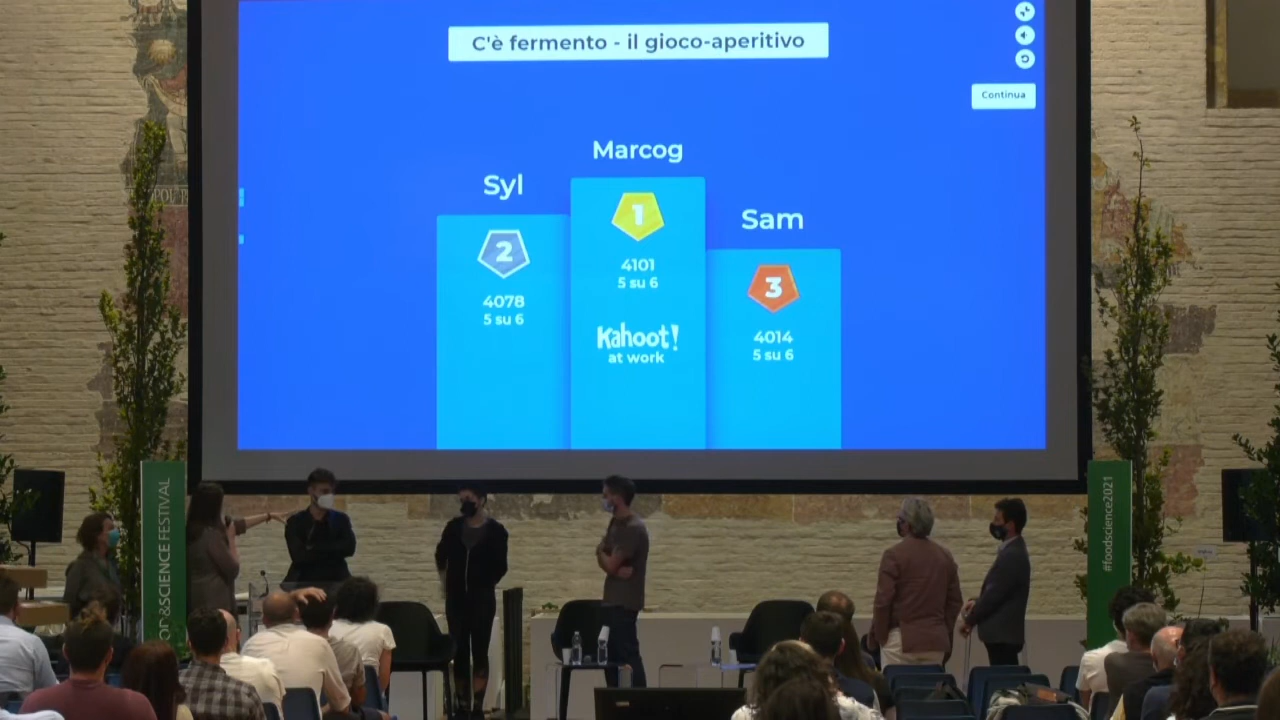 C'è fermento - il gioco-aperitivo
Continua
Marcog
Syl
Sam
1
2
3
4101
5 su 6
4078
5 su 6
4014
5 su 6
Kahoot!
at work
&SCIENCE FESTIVAL
#foodscience2021